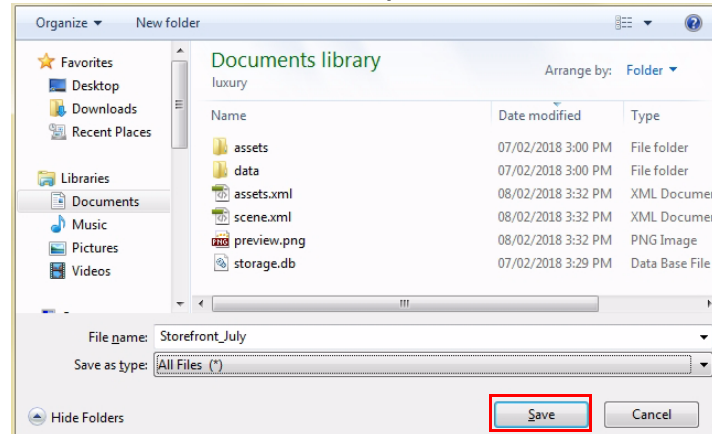 Organize New folder
Favorites
Desktop
Downloads
Recent Places
Libraries
Documents
Music
Pictures
Videos
Documents library
luxury
Arrange by: Folder
Name Date modified Type
assets 07/02/2018 3:00 PM File folder
data 07/02/2018 3:00 PM File folder
assets.xml 08/02/2018 3:32 PM XML Documen
scene.xml 08/02/2018 3:32 PM XML Documen
preview.png 08/02/2018 3:32 PM PNG Image
storage.db 07/02/2018 3:29 PM Data Base File
File name: Storefront_July
Save as type: All Files (*)
Hide Folders Save Cancel